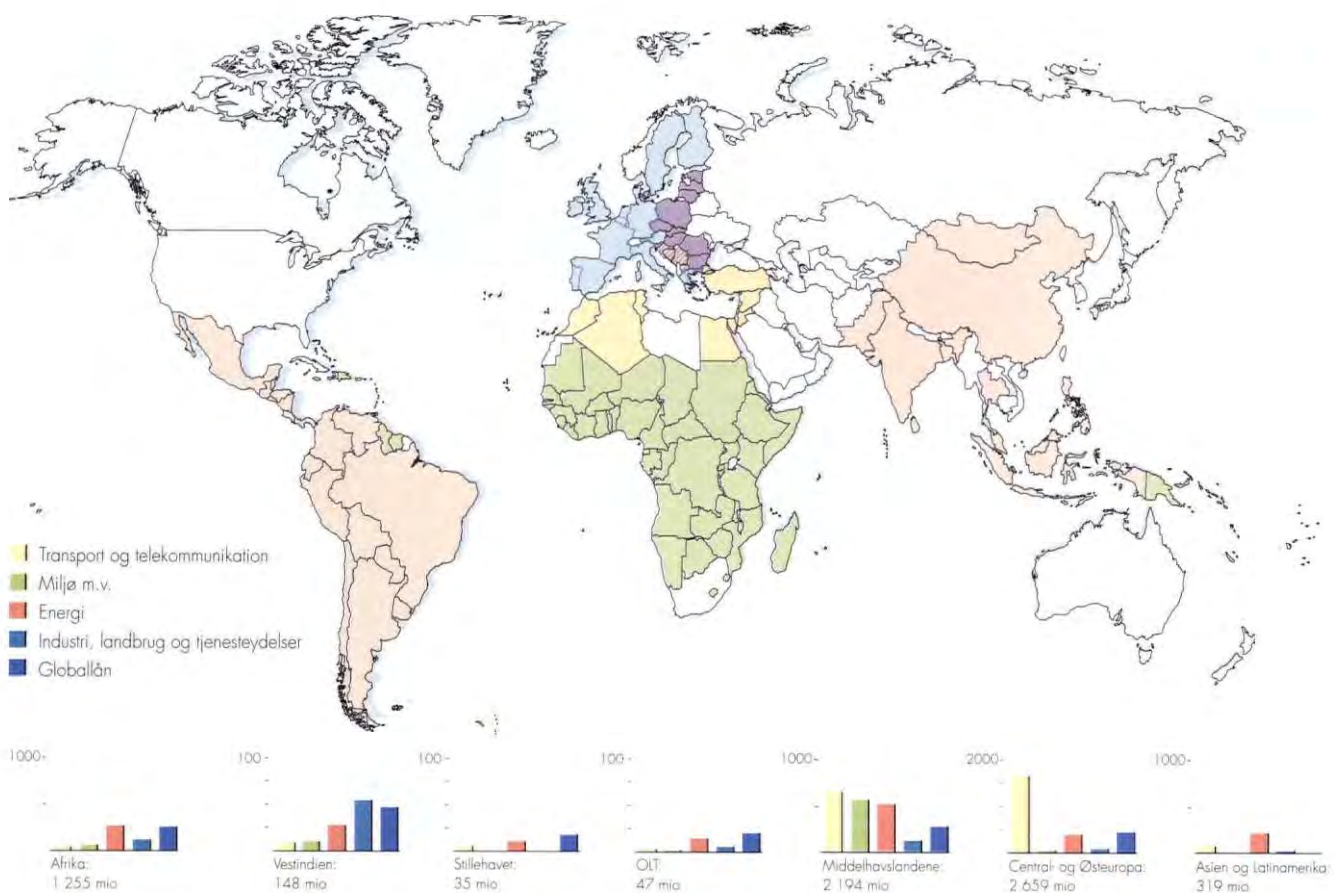 Transport og telekommunikation
Miljø m.v.
Energi
Industri, landbrug og tjenesteydelser
Globallån
1000-
100-
100-
100-
1000-
2000-
1000-
Afrika:
1 255 mio
Vestindien:
148 mio
Stillehavet:
35 mio
OLT:
47 mio
Middelhavslandene:
2 194 mio
Central- og Østeuropa:
2 659 mio
Asien og Latinamerika:
319 mio